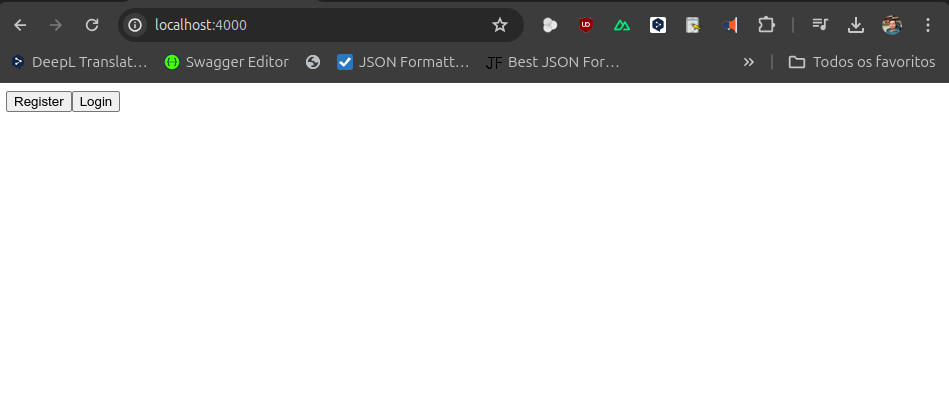 localhost:4000
DeepL Translat...
Swagger Editor
JSON Formatt...
JF
Best JSON For...
Todos os favoritos
Register
Login